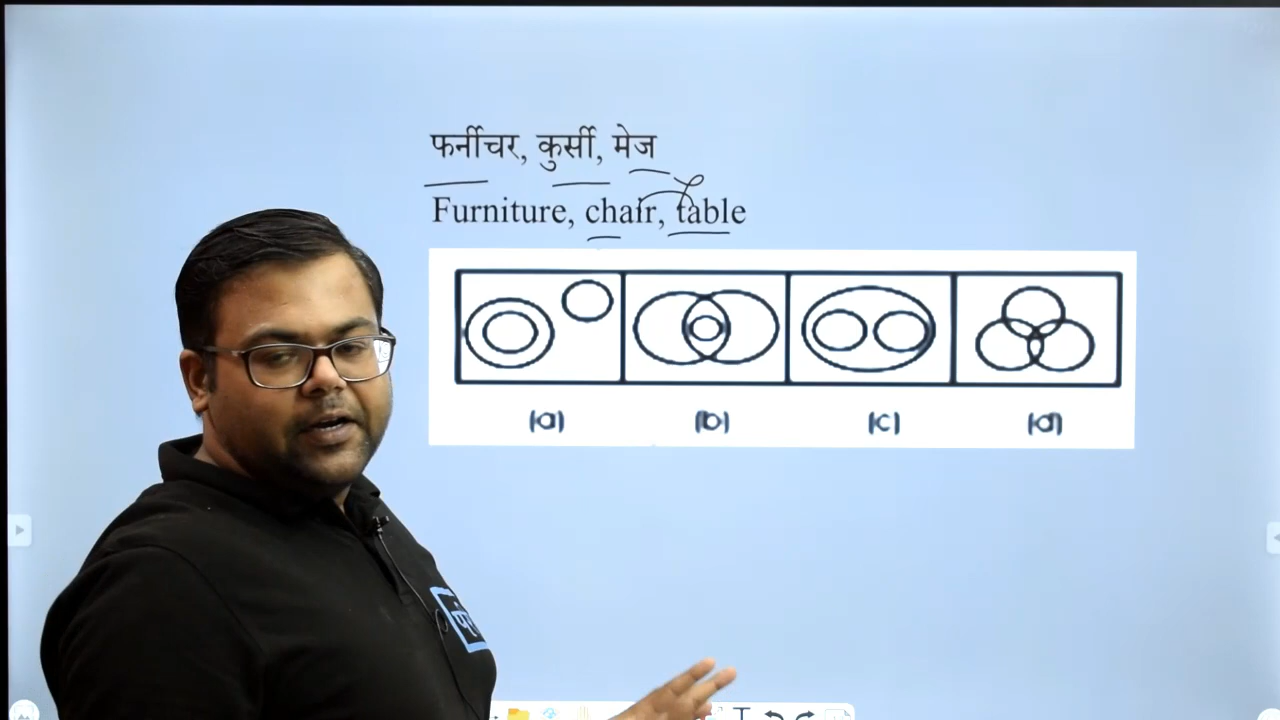 फर्नीचर, कुर्सी, मेज
Furniture, chair, table
(a) (b) (c) (d)